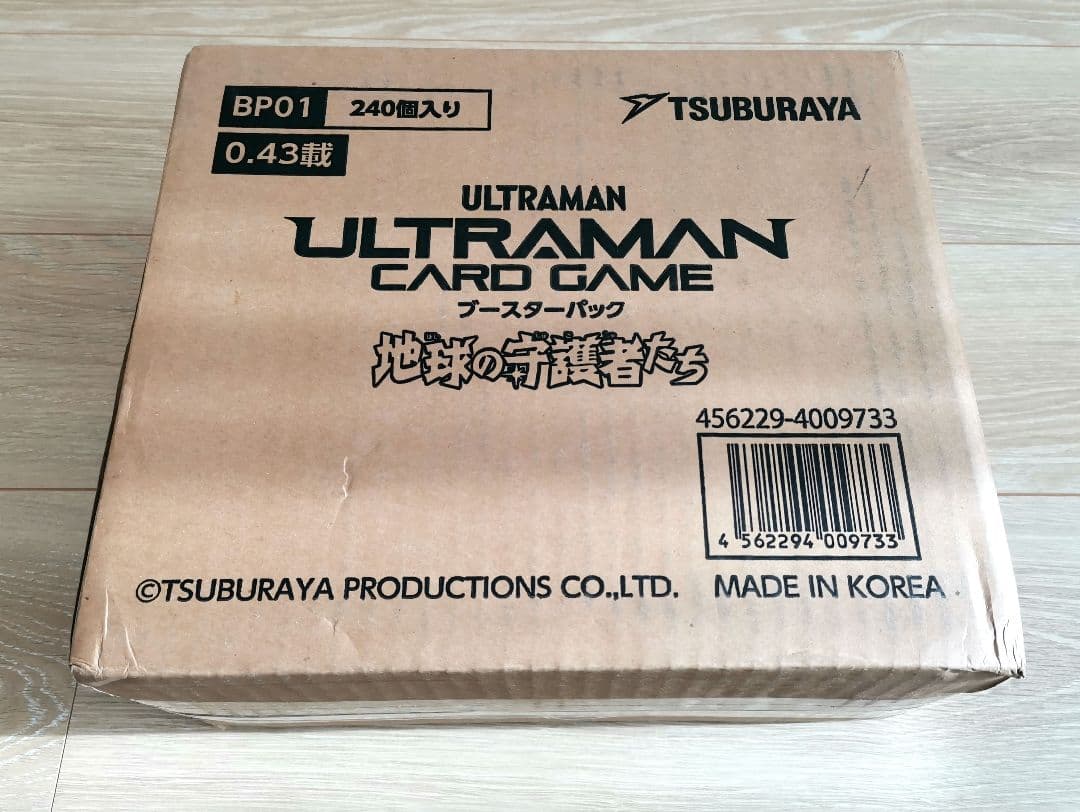 BP01 240個入り
TSUBURAYA
0.43載
ULTRAMAN
ULTRAMAN
CARD GAME
ブースターパック
地球の守護者たち
456229-4009733
4 562294 009733
©TSUBURAYA PRODUCTIONS CO.,LTD. MADE IN KOREA